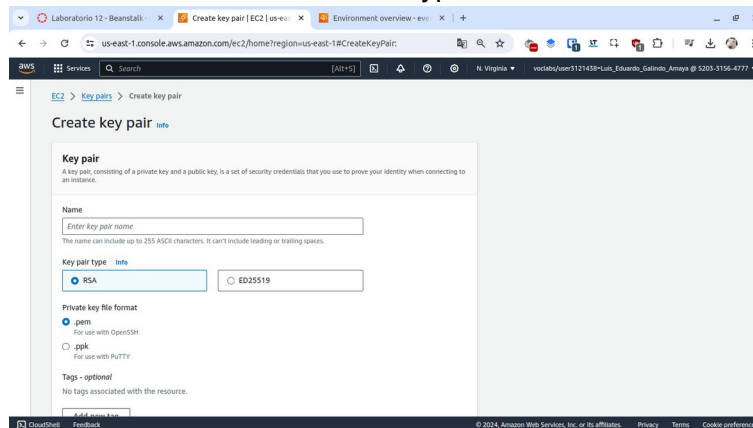 Laboratorio 12 - Beanstalk
Create key pair | EC2 | us-eas
Environment overview - eve
us-east-1.console.aws.amazon.com/ec2/home?region=us-east-1#CreateKeyPair:
aws
Services
Search
[Alt+S]
N. Virginia
voclabs/user3121438=Luis_Eduardo_Galindo_Amaya @ 5203-3156-4777
EC2 > Key pairs > Create key pair
Create key pair Info
Key pair
A key pair, consisting of a private key and a public key, is a set of security credentials that you use to prove your identity when connecting to
an instance.
Name
Enter key pair name
The name can include up to 255 ASCII characters. It can't include leading or trailing spaces.
Key pair type Info
RSA
ED25519
Private key file format
.pem
For use with OpenSSH
.ppk
For use with PuTTY
Tags - optional
No tags associated with the resource.
Add new tag
CloudShell Feedback
© 2024, Amazon Web Services, Inc. or its affiliates. Privacy Terms Cookie preference